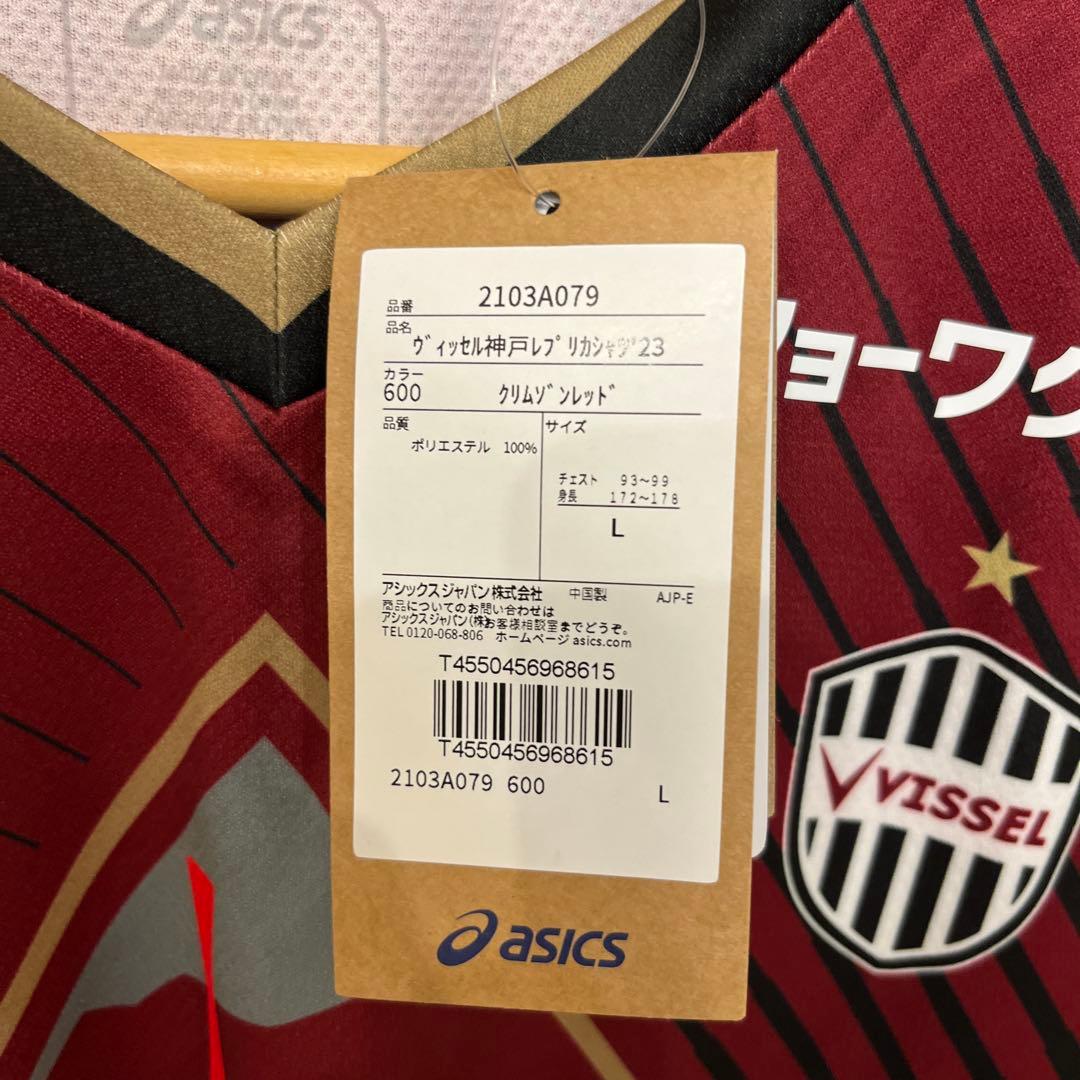 asics
品番 2103A079
品名
ヴィッセル神戸レプリカシャツ23
カラー
600 クリムゾンレッド
品質 サイズ
ポリエステル 100%
チェスト 93~99
身長 172~178
L
アシックスジャパン株式会社 中国製 AJP-E
商品についてのお問い合わせは
アシックスジャパン(株)お客様相談室までどうぞ。
TEL 0120-068-806 ホームページ asics.com
T4550456968615
T4550456968615
2103A079 600 L
asics
ョーワク
VISSEL